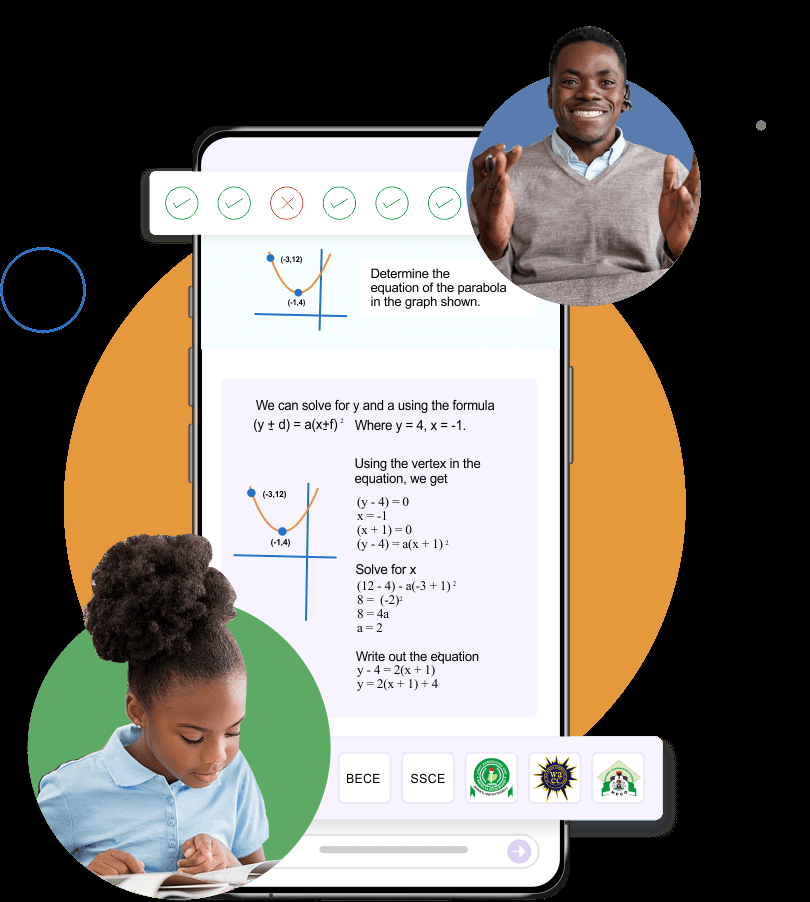 (-3,12)
(-1,4)
Determine the
equation of the parabola
in the graph shown.
We can solve for y and a using the formula
(y ± d) = a(x±f) ² Where y = 4, x = -1.
Using the vertex in the
equation, we get
(-3,12)
(-1,4)
(y - 4) = 0
x = -1
(x + 1) = 0
(y - 4) = a(x + 1) ²
Solve for x
(12 - 4) - a(-3 + 1) ²
8 = (-2)²
8 = 4a
a = 2
Write out the equation
y - 4 = 2(x + 1)
y = 2(x + 1) + 4
BECE
SSCE
NECO